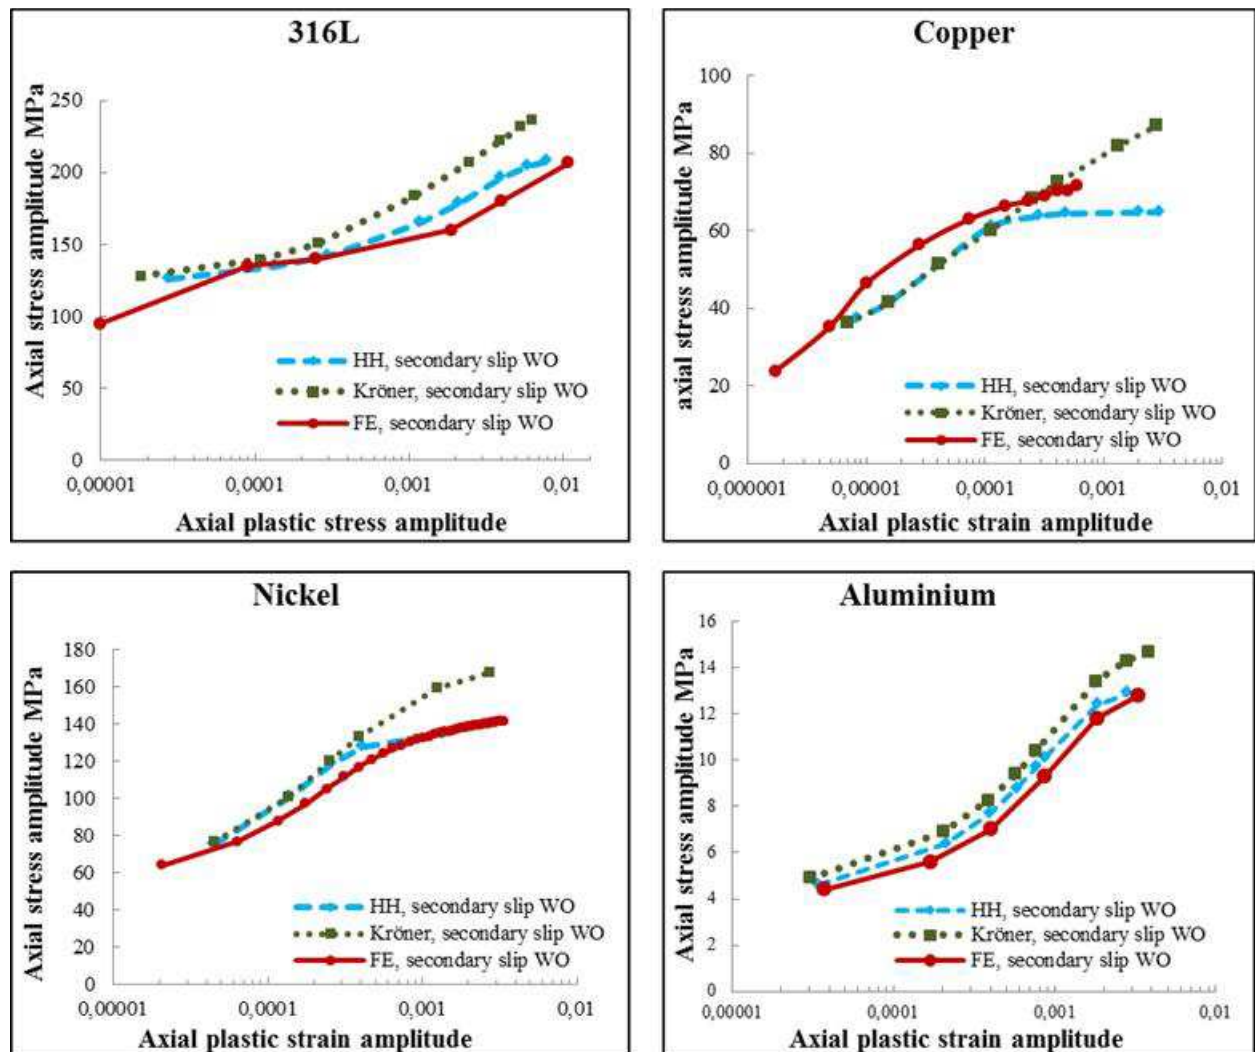 316L
Axial stress amplitude MPa
250
200
150
100
50
0
HH, secondary slip WO
Kröner, secondary slip WO
FE, secondary slip WO
0,00001 0,0001 0,001 0,01
Axial plastic stress amplitude
Copper
axial stress amplitude MPa
100
80
60
40
20
0
HH, secondary slip WO
Kröner, secondary slip WO
FE, secondary slip WO
0,000001 0,00001 0,0001 0,001 0,01
Axial plastic strain amplitude
Nickel
Axial stress amplitude MPa
180
160
140
120
100
80
60
40
20
0
HH, secondary slip WO
Kröner, secondary slip WO
FE, secondary slip WO
0,00001 0,0001 0,001 0,01
Axial plastic strain amplitude
Aluminium
Axial stress amplitude MPa
16
14
12
10
8
6
4
2
0
HH, secondary slip WO
Kröner, secondary slip WO
FE, secondary slip WO
0,00001 0,0001 0,001 0,01
Axial plastic strain amplitude